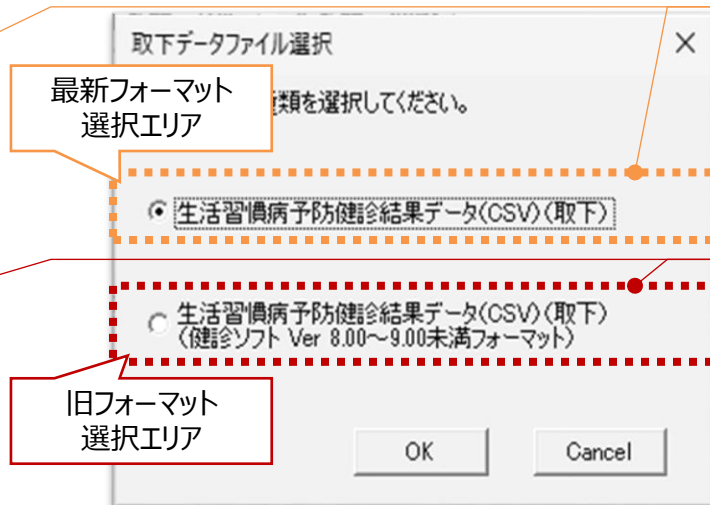 取下データファイル選択
最新フォーマット
選択エリア
類を選択してください。
生活習慣病予防健診結果データ(CSV)(取下)
生活習慣病予防健診結果データ(CSV)(取下)
(健診ソフト Ver 8.00～9.00未満フォーマット)
旧フォーマット
選択エリア
OK
Cancel